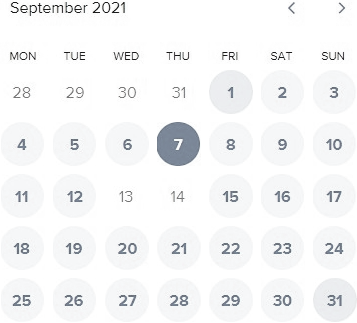 September 2021
MON TUE WED THU FRI SAT SUN
28 29 30 31 1 2 3
4 5 6 7 8 9 10
11 12 13 14 15 16 17
18 19 20 21 22 23 24
25 26 27 28 29 30 31